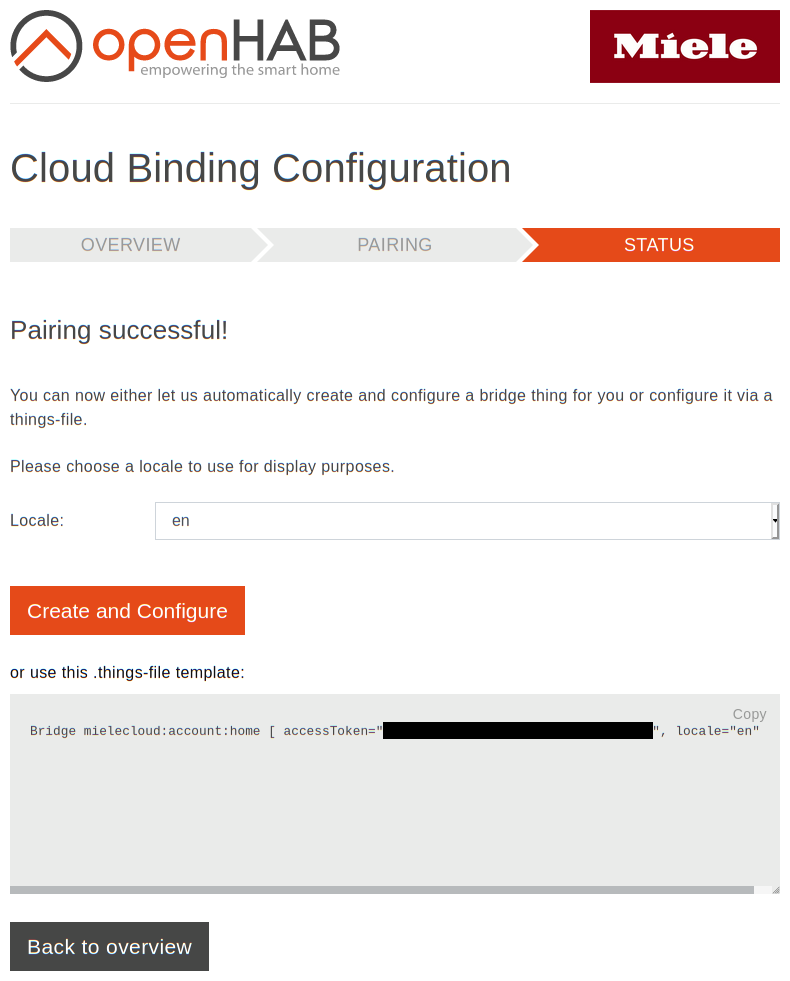 openHAB
empowering the smart home
Miele
Cloud Binding Configuration
OVERVIEW
PAIRING
STATUS
Pairing successful!
You can now either let us automatically create and configure a bridge thing for you or configure it via a
things-file.
Please choose a locale to use for display purposes.
Locale:
en
Create and Configure
or use this .things-file template:
Copy
Bridge mielecloud:account:home [ accessToken="", locale="en"
Back to overview